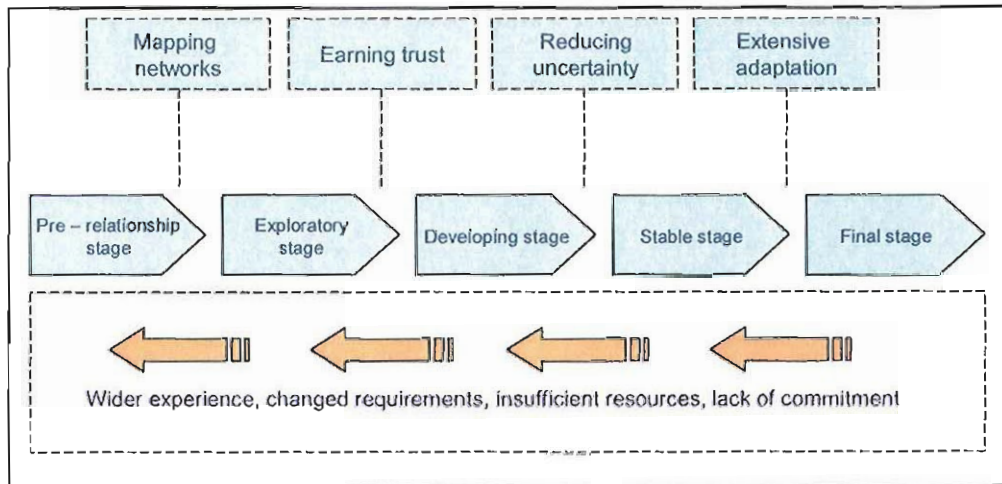 Mapping
networks
Earning trust
Reducing
uncertainty
Extensive
adaptation
Pre – relationship
stage
Exploratory
stage
Developing stage
Stable stage
Final stage
Wider experience, changed requirements, insufficient resources, lack of commitment